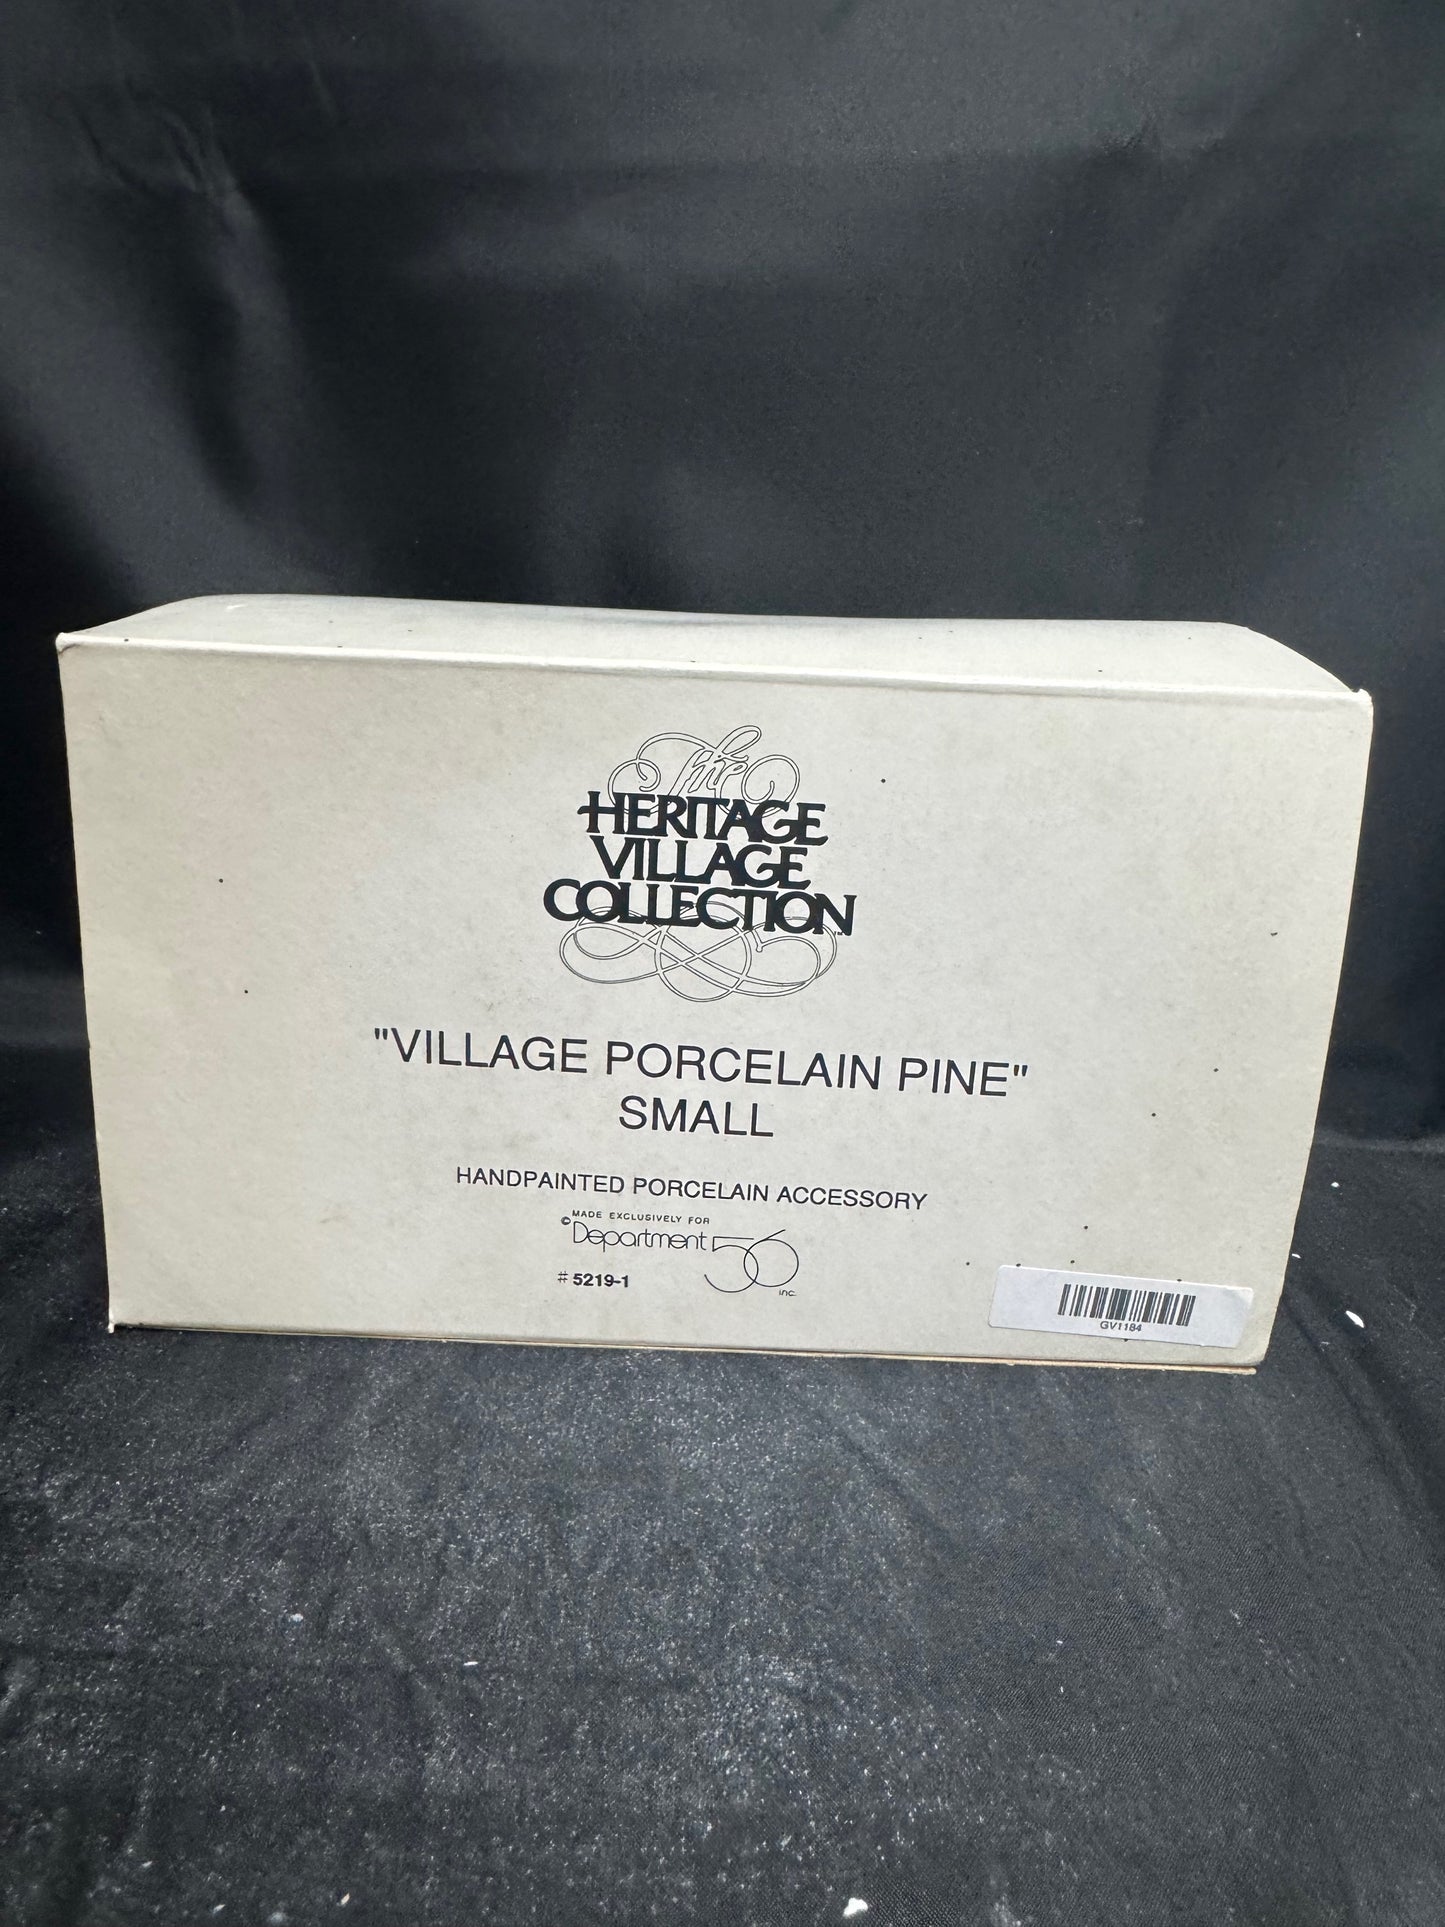 The
HERITAGE
VILLAGE
COLLECTION™
"VILLAGE PORCELAIN PINE"
SMALL
HANDPAINTED PORCELAIN ACCESSORY
MADE EXCLUSIVELY FOR
© Department 56 inc.
# 5219-1
GV1184